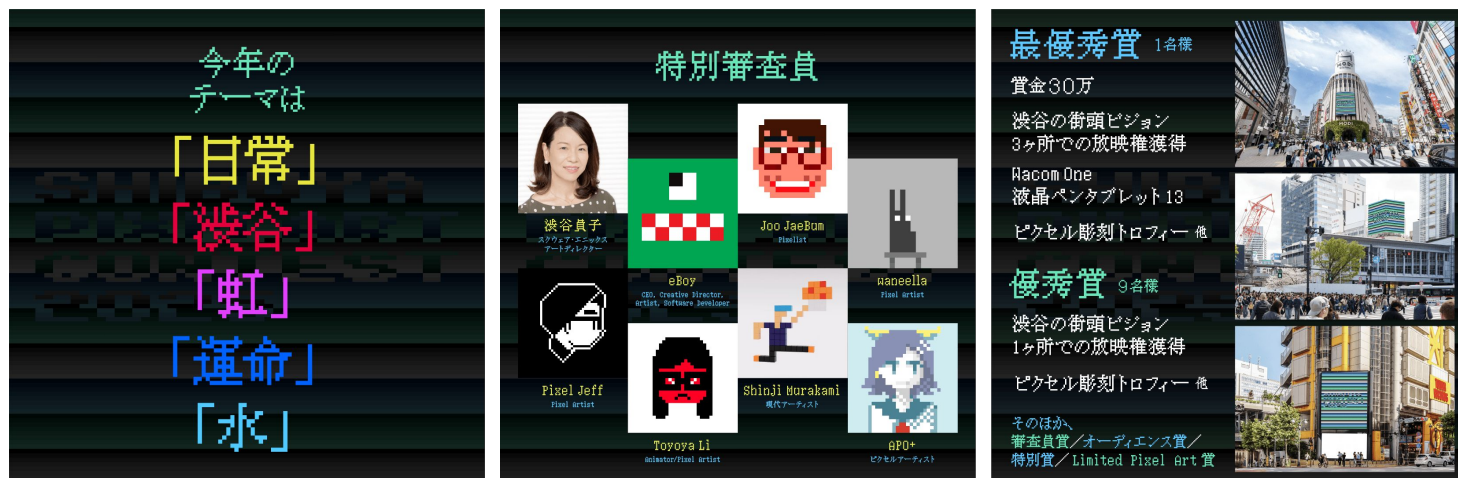 今年の
テーマは
「日常」
「渋谷」
「虹」
「運命」
「水」
特別審査員
渋谷員子
スクウェア・エニックス
アートディレクター
eBoy
CEO, Creative Director,
Artist, Software Developer
Joo JaeBum
Pixelist
waneella
Pixel Artist
Pixel Jeff
Pixel Artist
Toyoya Li
Animator/Pixel Artist
Shinji Murakami
現代アーティスト
APO+
ピクセルアーティスト
最優秀賞 1名様
賞金30万
渋谷の街頭ビジョン
3ヶ所での放映権獲得
Wacom One
液晶ペンタブレット 13
ピクセル彫刻トロフィー 他
優秀賞 9名様
渋谷の街頭ビジョン
1ヶ所での放映権獲得
ピクセル彫刻トロフィー 他
そのほか、
審査員賞／オーディエンス賞／
特別賞／Limited Pixel Art 賞
MODI